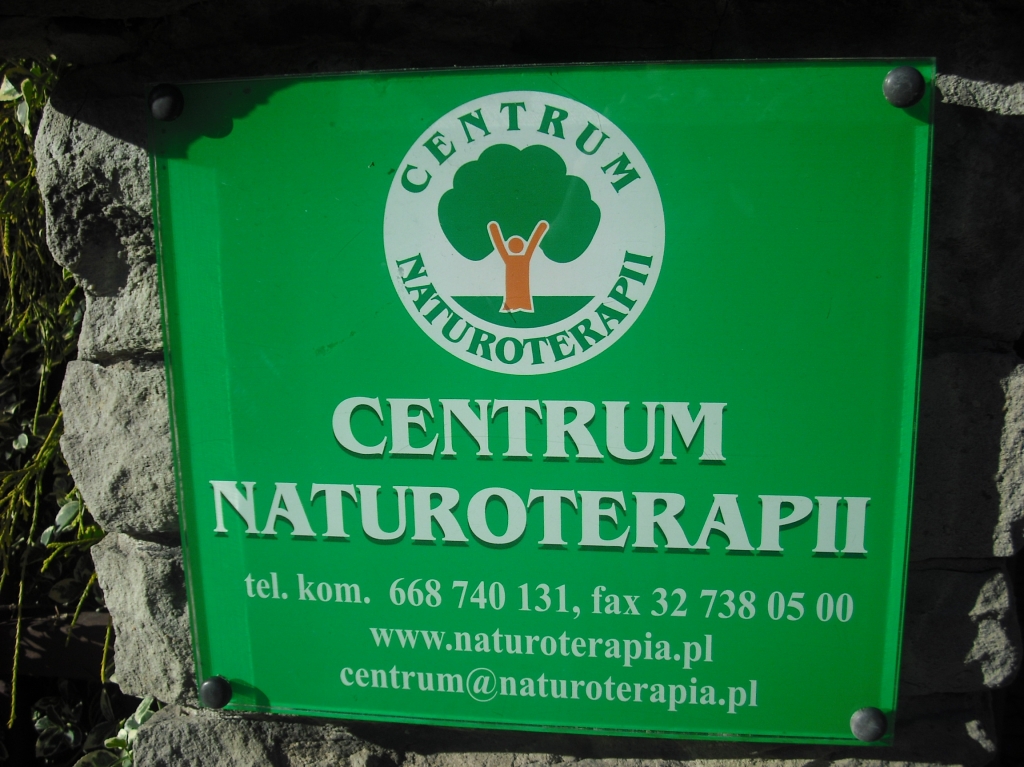 CENTRUM
NATUROTERAPII
CENTRUM
NATUROTERAPII
tel. kom. 668 740 131, fax 32 738 05 00
www.naturoterapia.pl
centrum@naturoterapia.pl